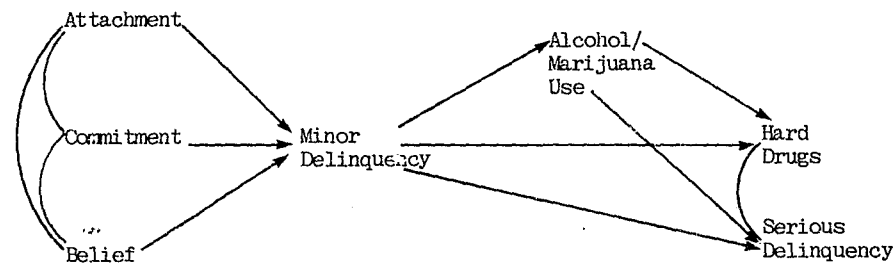 Attachment
Alcohol/
Marijuana
Use
Commitment
Minor
Delinquency
Hard
Drugs
Belief
Serious
Delinquency